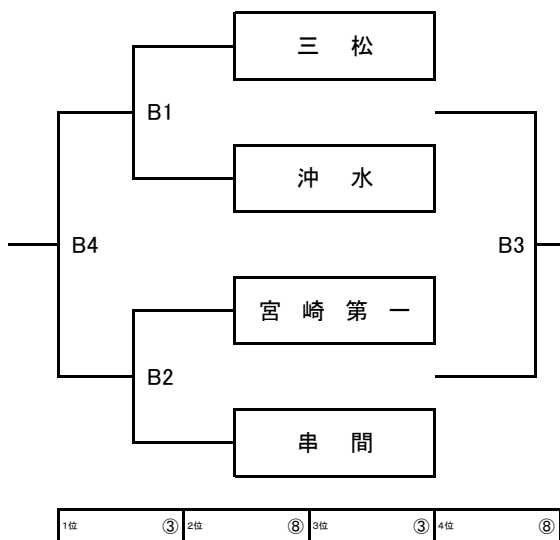 三 松
B1
沖 水
B4
B3
宮 崎 第 一
B2
串 間
1位 ③ 2位 ⑧ 3位 ③ 4位 ⑧